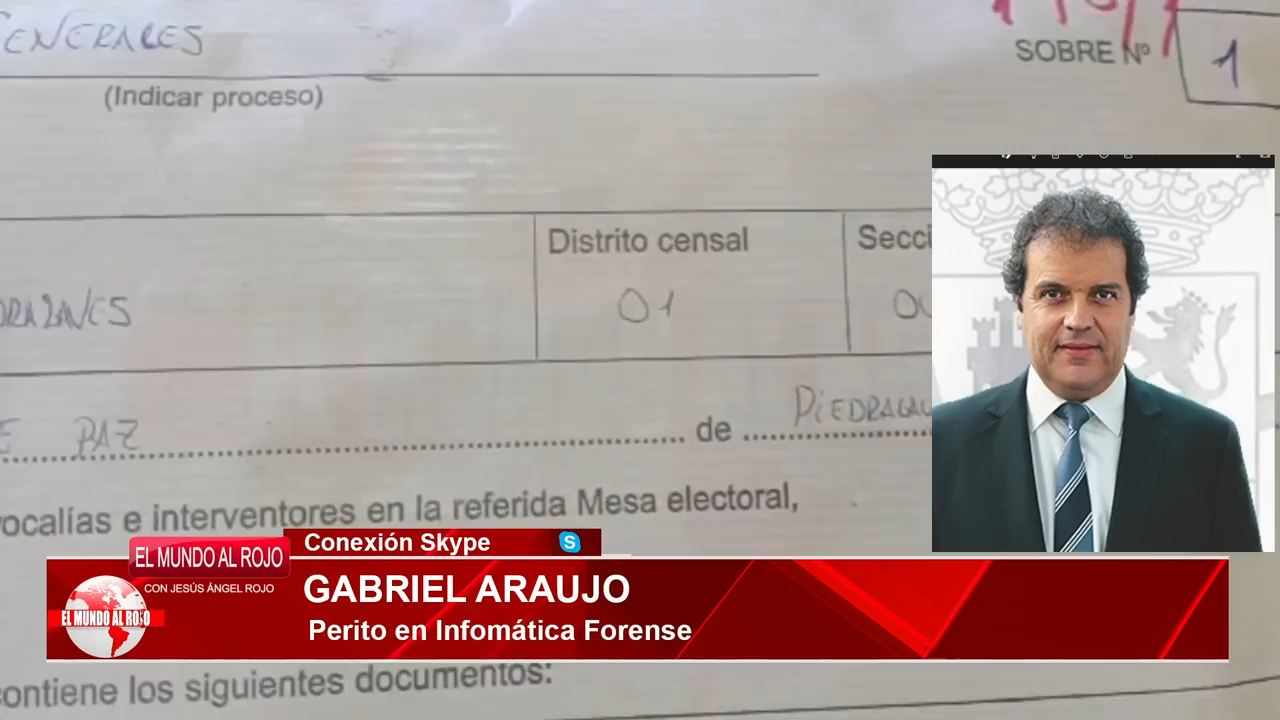 GENERALES
SOBRE Nº 1
(Indicar proceso)
Distrito censal
01
PAZ
de
e interventores en la referida Mesa electoral,
Conexión Skype
EL MUNDO AL ROJO
CON JESÚS ÁNGEL ROJO
EL MUNDO AL ROJO
GABRIEL ARAUJO
Perito en Infomática Forense
contiene los siguientes documentos: